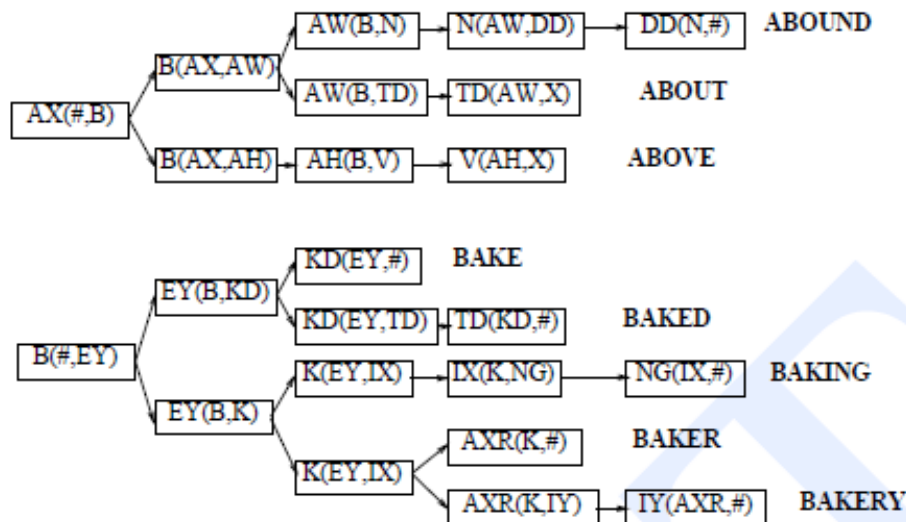 AW(B,N) N(AW,DD) DD(N,#) ABOUND
B(AX,AW)
AW(B,TD) TD(AW,X) ABOUT
AX(#,B)
B(AX,AH) AH(B,V) V(AH,X) ABOVE
KD(EY,#) BAKE
EY(B,KD)
KD(EY,TD) TD(KD,#) BAKED
B(#,EY)
K(EY,IX) IX(K,NG) NG(IX,#) BAKING
EY(B,K)
AXR(K,#) BAKER
K(EY,IX)
AXR(K,IY) IY(AXR,#) BAKERY